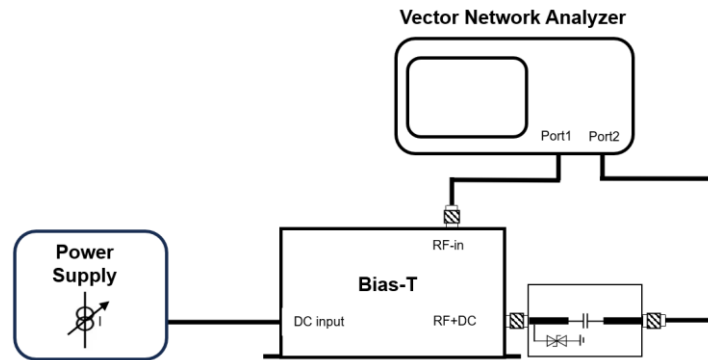 Vector Network Analyzer
Port1 Port2
Power
Supply
I
RF-in
Bias-T
DC input
RF+DC